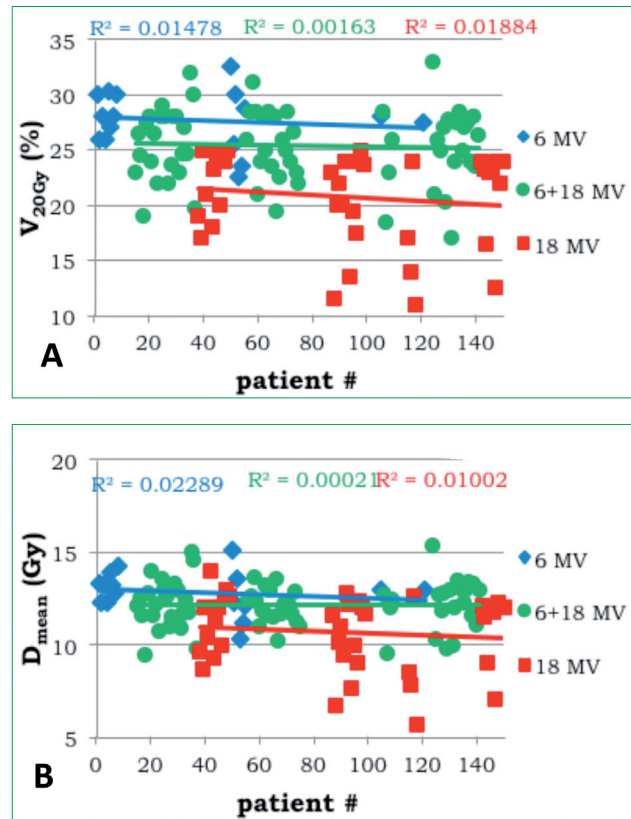 R² = 0.01478 R² = 0.00163 R² = 0.01884
35
30
25
20
15
10
V20Gy (%)
0 20 40 60 80 100 120 140
patient #
A
6 MV
6+18 MV
18 MV
20
R² = 0.02289 R² = 0.00021 R² = 0.01002
15
10
5
Dmean (Gy)
0 20 40 60 80 100 120 140
patient #
B
6 MV
6+18 MV
18 MV